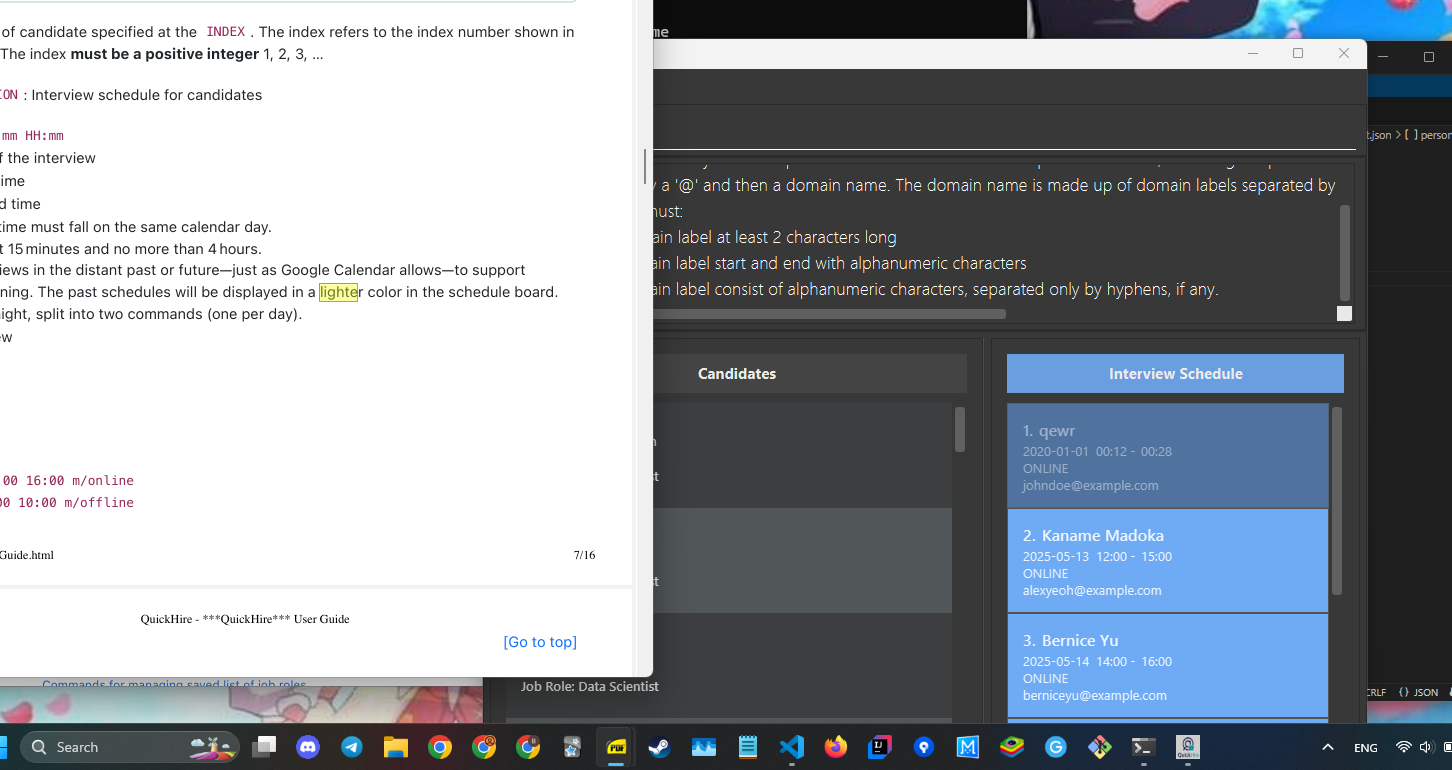 of candidate specified at the INDEX . The index refers to the index number shown in
The index must be a positive integer 1, 2, 3, …
ION : Interview schedule for candidates
mm HH:mm
f the interview
ime
d time
time must fall on the same calendar day.
t 15 minutes and no more than 4 hours.
iews in the distant past or future—just as Google Calendar allows—to support
ning. The past schedules will be displayed in a lighter color in the schedule board.
ight, split into two commands (one per day).
ew
00 16:00 m/online
00 10:00 m/offline
Guide.html
7/16
QuickHire - ***QuickHire*** User Guide
[Go to top]
Commands for managing saved list of job roles
me
y a '@' and then a domain name. The domain name is made up of domain labels separated by
nust:
ain label at least 2 characters long
ain label start and end with alphanumeric characters
ain label consist of alphanumeric characters, separated only by hyphens, if any.
Candidates
st
st
Job Role: Data Scientist
Interview Schedule
1. qewr
2020-01-01 00:12 - 00:28
ONLINE
johndoe@example.com
2. Kaname Madoka
2025-05-13 12:00 - 15:00
ONLINE
alexyeoh@example.com
3. Bernice Yu
2025-05-14 14:00 - 16:00
ONLINE
berniceyu@example.com
t.json > [ ] person
CRLF {} JSON
Search
PDF
ENG